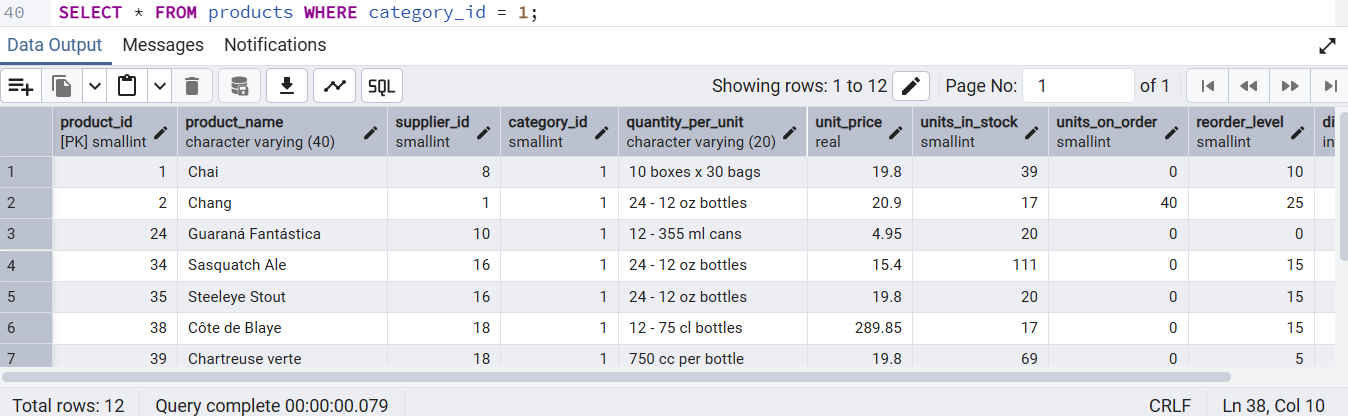 40 SELECT * FROM products WHERE category_id = 1;
Data Output Messages Notifications
SQL Showing rows: 1 to 12 Page No: 1 of 1
product_id product_name supplier_id category_id quantity_per_unit unit_price units_in_stock units_on_order reorder_level di
[PK] smallint character varying (40) smallint smallint character varying (20) real smallint smallint smallint in
1 1 Chai 8 1 10 boxes x 30 bags 19.8 39 0 10
2 2 Chang 1 1 24 - 12 oz bottles 20.9 17 40 25
3 24 Guaraná Fantástica 10 1 12 - 355 ml cans 4.95 20 0 0
4 34 Sasquatch Ale 16 1 24 - 12 oz bottles 15.4 111 0 15
5 35 Steeleye Stout 16 1 24 - 12 oz bottles 19.8 20 0 15
6 38 Côte de Blaye 18 1 12 - 75 cl bottles 289.85 17 0 15
7 39 Chartreuse verte 18 1 750 cc per bottle 19.8 69 0 5
Total rows: 12 Query complete 00:00:00.079 CRLF Ln 38, Col 10